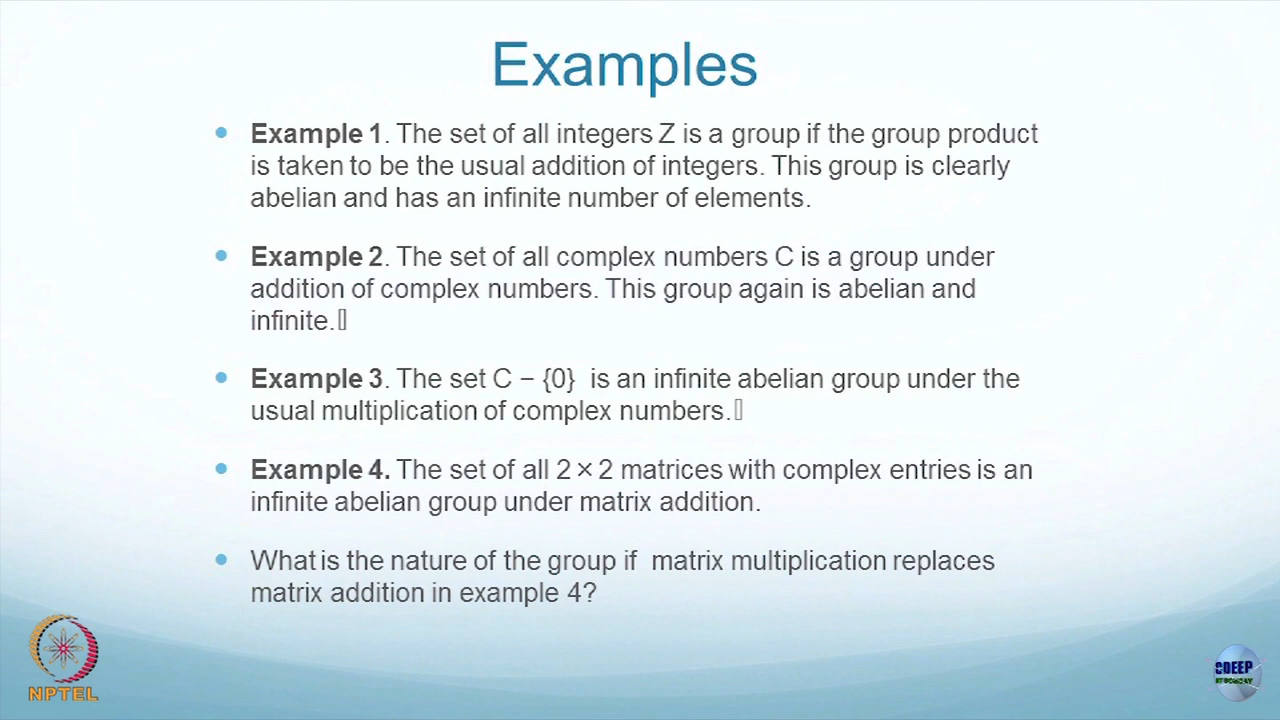 Examples
• Example 1. The set of all integers Z is a group if the group product
is taken to be the usual addition of integers. This group is clearly
abelian and has an infinite number of elements.
• Example 2. The set of all complex numbers C is a group under
addition of complex numbers. This group again is abelian and
infinite.
• Example 3. The set C − {0} is an infinite abelian group under the
usual multiplication of complex numbers.
• Example 4. The set of all 2 × 2 matrices with complex entries is an
infinite abelian group under matrix addition.
• What is the nature of the group if matrix multiplication replaces
matrix addition in example 4?
NPTEL
CDEEP
IIT BOMBAY